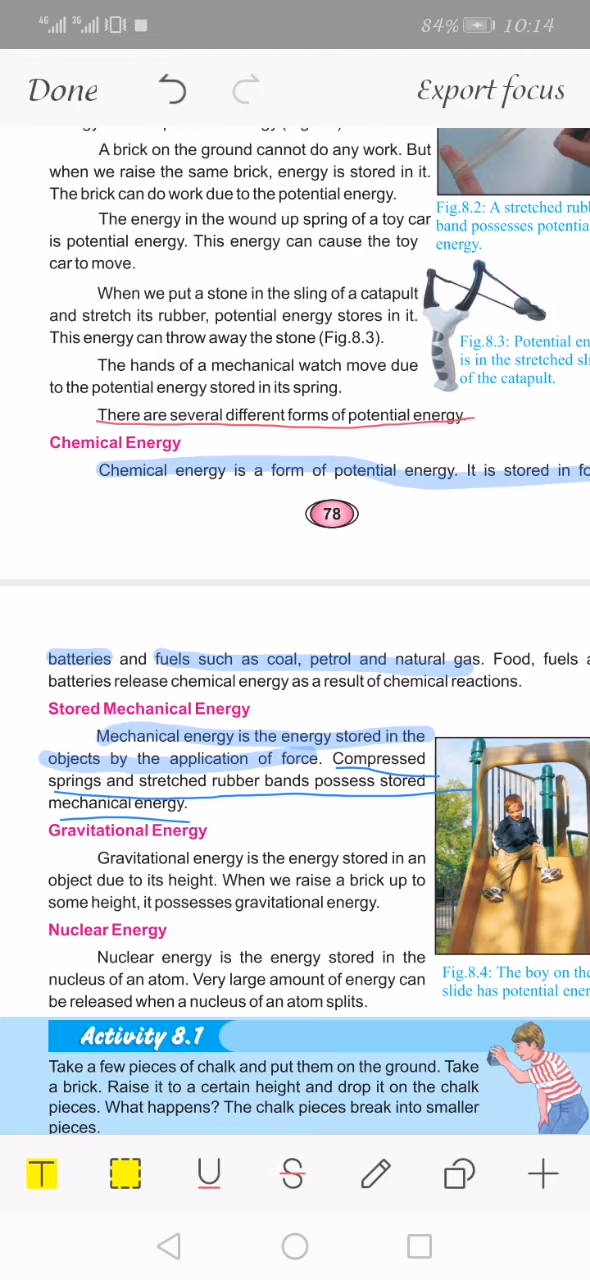 4G 3G 84% 10:14
Done Export focus
A brick on the ground cannot do any work. But
when we raise the same brick, energy is stored in it.
The brick can do work due to the potential energy.
Fig.8.2: A stretched rubb
band possesses potentia
energy.
The energy in the wound up spring of a toy car
is potential energy. This energy can cause the toy
car to move.
When we put a stone in the sling of a catapult
and stretch its rubber, potential energy stores in it.
This energy can throw away the stone (Fig.8.3).
Fig.8.3: Potential en
is in the stretched sli
of the catapult.
The hands of a mechanical watch move due
to the potential energy stored in its spring.
There are several different forms of potential energy.
Chemical Energy
Chemical energy is a form of potential energy. It is stored in fo
78
batteries and fuels such as coal, petrol and natural gas. Food, fuels a
batteries release chemical energy as a result of chemical reactions.
Stored Mechanical Energy
Mechanical energy is the energy stored in the
objects by the application of force. Compressed
springs and stretched rubber bands possess stored
mechanical energy.
Gravitational Energy
Gravitational energy is the energy stored in an
object due to its height. When we raise a brick up to
some height, it possesses gravitational energy.
Nuclear Energy
Nuclear energy is the energy stored in the
nucleus of an atom. Very large amount of energy can
be released when a nucleus of an atom splits.
Fig.8.4: The boy on the
slide has potential ener
Activity 8.1
Take a few pieces of chalk and put them on the ground. Take
a brick. Raise it to a certain height and drop it on the chalk
pieces. What happens? The chalk pieces break into smaller
pieces.
T U S